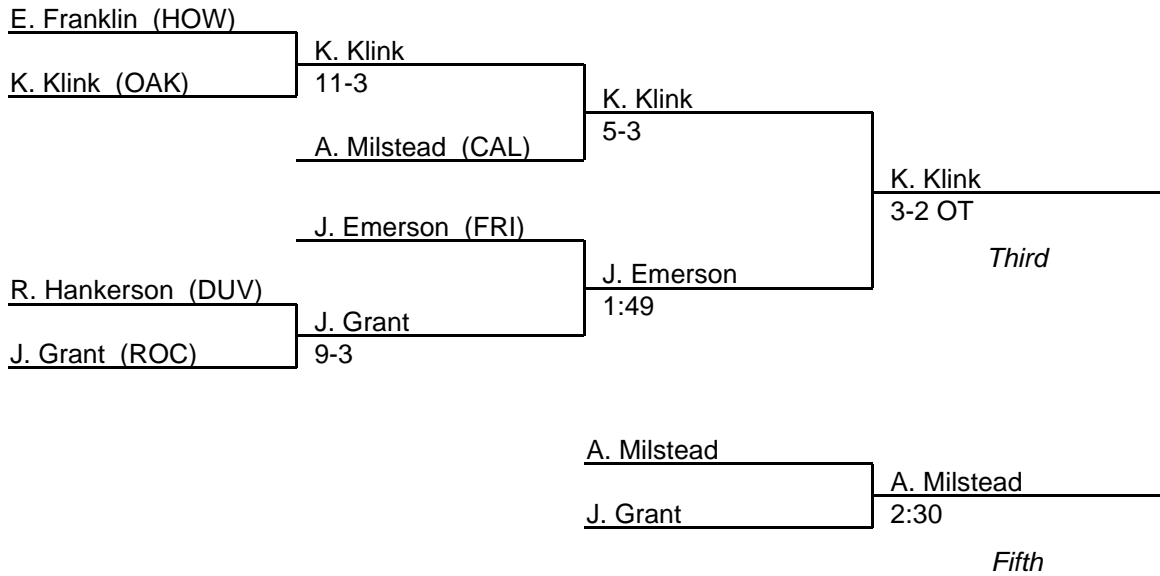 E. Franklin (HOW)
K. Klink
K. Klink (OAK)
11-3
K. Klink
5-3
A. Milstead (CAL)
K. Klink
3-2 OT
J. Emerson (FRI)
Third
J. Emerson
R. Hankerson (DUV)
1:49
J. Grant
J. Grant (ROC)
9-3
A. Milstead
A. Milstead
J. Grant
2:30
Fifth